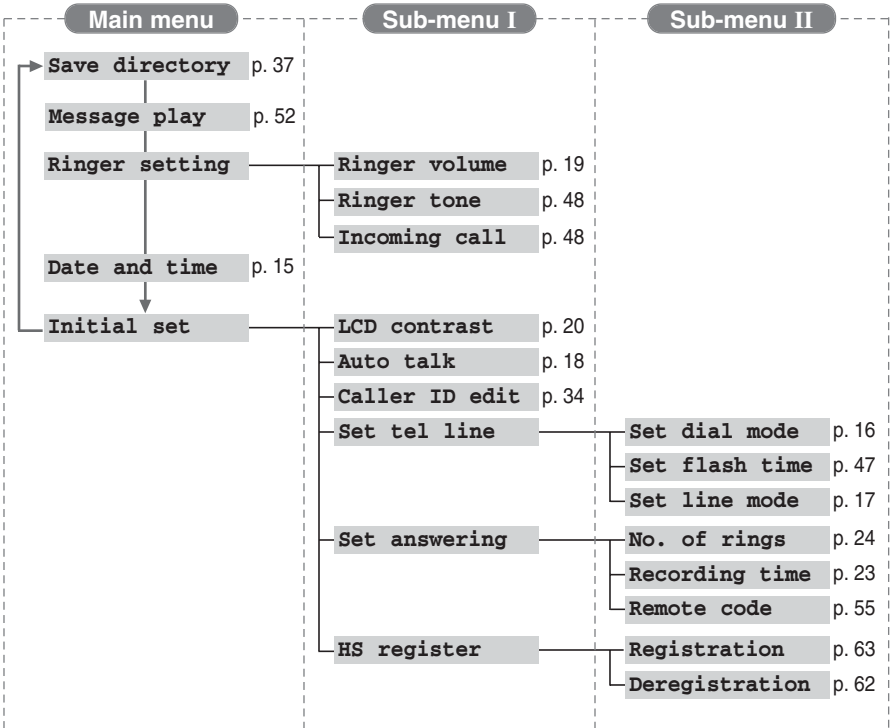 Main menu Sub-menu I Sub-menu II
Save directory p. 37
Message play p. 52
Ringer setting Ringer volume p. 19
Ringer tone p. 48
Incoming call p. 48
Date and time p. 15
Initial set LCD contrast p. 20
Auto talk p. 18
Caller ID edit p. 34
Set tel line Set dial mode p. 16
Set flash time p. 47
Set line mode p. 17
Set answering No. of rings p. 24
Recording time p. 23
Remote code p. 55
HS register Registration p. 63
Deregistration p. 62